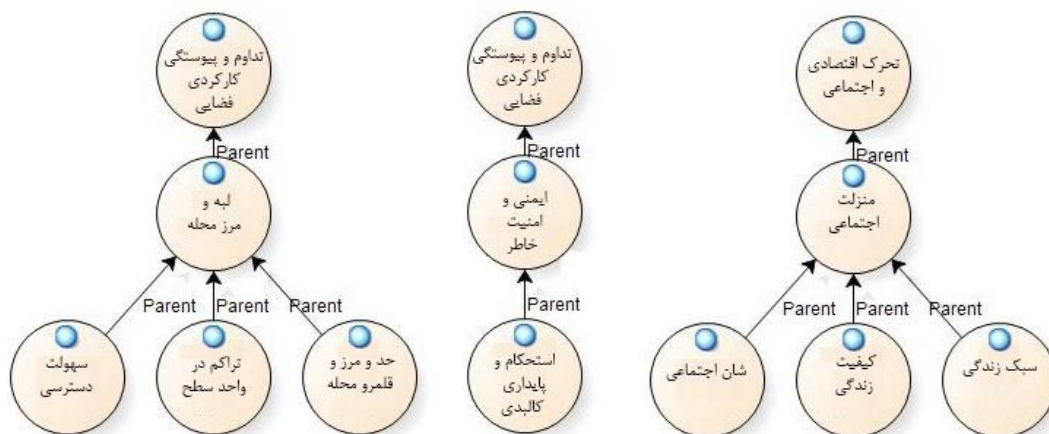 تداوم و پیوستگی
کارکردی
فضایی
Parent
لبه و
مرز محله
Parent
Parent
Parent
سهولت
دسترسی
تراکم در
واحد سطح
حد و مرز و
قلمرو محله
تداوم و پیوستگی
کارکردی
فضایی
Parent
ایمنی و
امنیت
خاطر
Parent
استحکام و
پایداری
کالبدی
تحرک اقتصادی
و اجتماعی
Parent
منزلت
اجتماعی
Parent
Parent
Parent
شان اجتماعی
کیفیت
زندگی
سبک زندگی